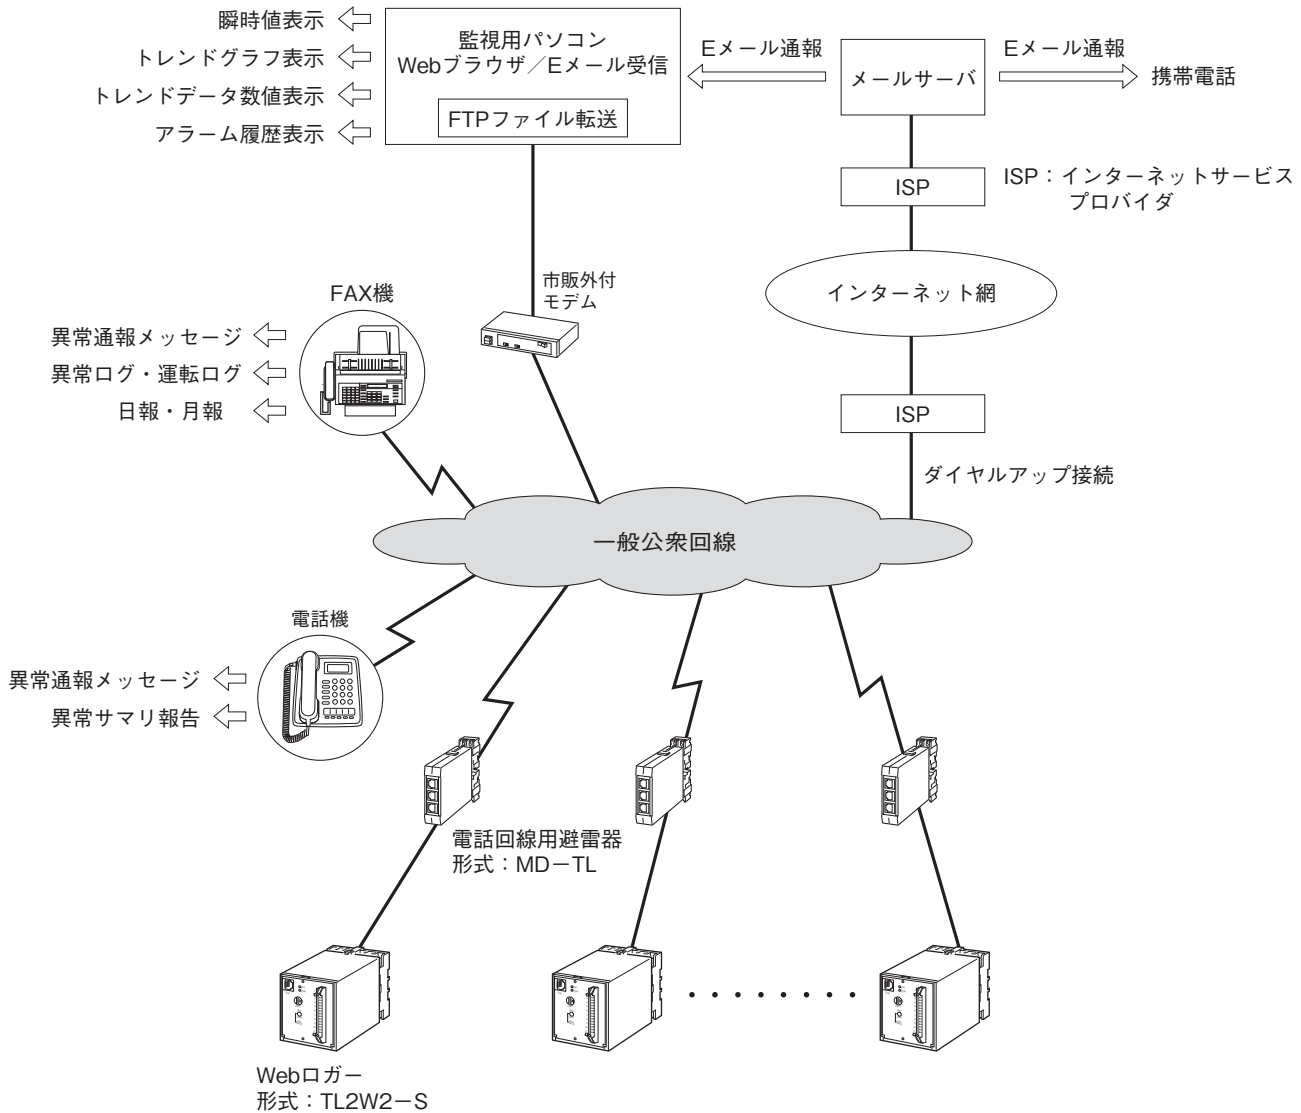 瞬時値表示
トレンドグラフ表示
トレンドデータ数値表示
アラーム履歴表示
監視用パソコン
Webブラウザ／Eメール受信
FTPファイル転送
Eメール通報
メールサーバ
Eメール通報
携帯電話
ISP
ISP：インターネットサービス
プロバイダ
インターネット網
ISP
ダイヤルアップ接続
市販外付
モデム
FAX機
異常通報メッセージ
異常ログ・運転ログ
日報・月報
一般公衆回線
電話機
異常通報メッセージ
異常サマリ報告
電話回線用避雷器
形式：MD－TL
Webロガー
形式：TL2W2－S